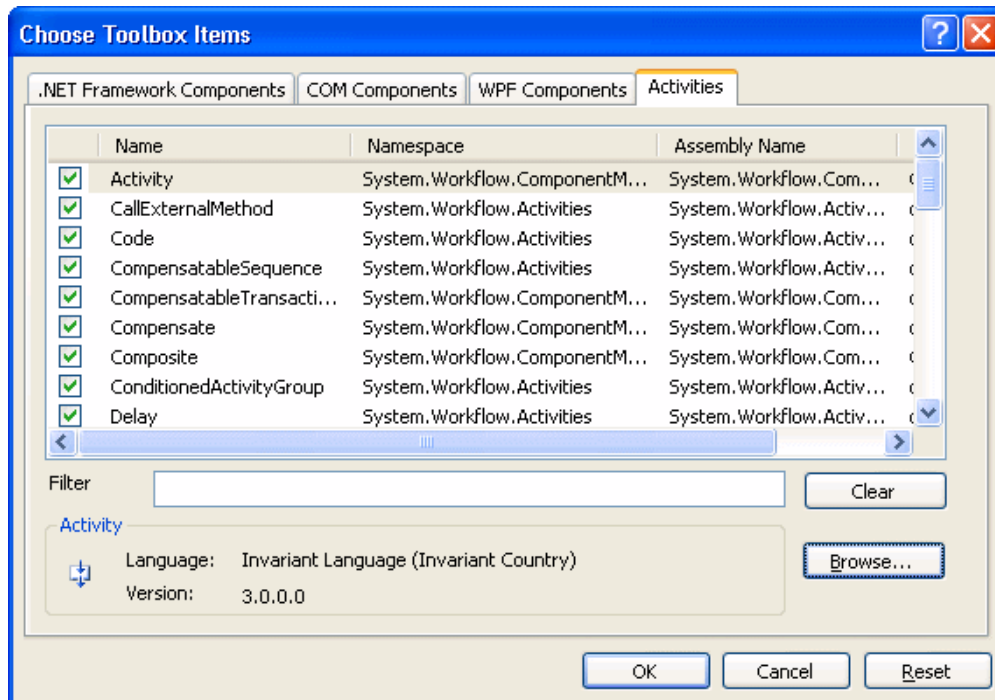 Choose Toolbox Items
.NET Framework Components COM Components WPF Components Activities
Name Namespace Assembly Name
Activity System.Workflow.ComponentM... System.Workflow.Com...
CallExternalMethod System.Workflow.Activities System.Workflow.Activ...
Code System.Workflow.Activities System.Workflow.Activ...
CompensatableSequence System.Workflow.Activities System.Workflow.Activ...
CompensatableTransacti... System.Workflow.ComponentM... System.Workflow.Com...
Compensate System.Workflow.ComponentM... System.Workflow.Com...
Composite System.Workflow.ComponentM... System.Workflow.Com...
ConditionedActivityGroup System.Workflow.Activities System.Workflow.Activ...
Delay System.Workflow.Activities System.Workflow.Activ...
Filter Clear
Activity
Language: Invariant Language (Invariant Country) Browse...
Version: 3.0.0.0
OK Cancel Reset